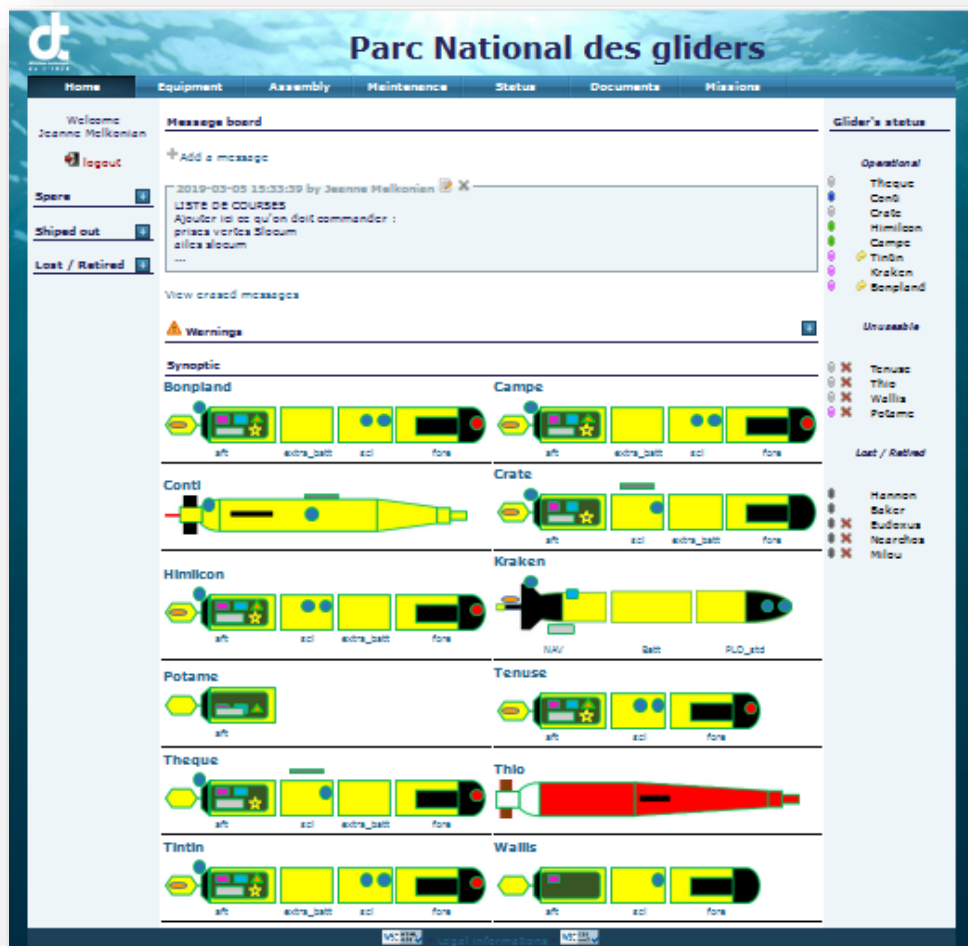 dt
Parc National des gliders
Home Equipment Assembly Maintenance Status Documents Missions
Welcome
Jeanne Melkonian
logout
Spare
Shiped out
Lost / Retired
Message board
Add a message
2019-03-05 15:33:39 by Jeanne Melkonian
LISTE DE COURSES
Ajouter ici ce qu'on doit commander :
prises vertes Slocum
ailes slocum
...
View erased messages
Warnings
Synoptic
Bonpland
aft extra_batt sci fore
Campe
aft extra_batt sci fore
Conti
Crate
aft sci extra_batt fore
Himilcon
aft sci extra_batt fore
Kraken
NAV Batt PLD_std
Potame
aft
Tenuse
aft sci fore
Theque
aft sci extra_batt fore
Thio
Tintin
aft extra_batt sci fore
Wallis
aft sci fore
Glider's status
Operational
Theque
Conti
Crate
Himilcon
Campe
Tintin
Kraken
Bonpland
Unuseable
Tenuse
Thio
Wallis
Potame
Lost / Retired
Hannon
Baker
Eudoxus
Nearchos
Milou
W3C - Legal informations - W3C